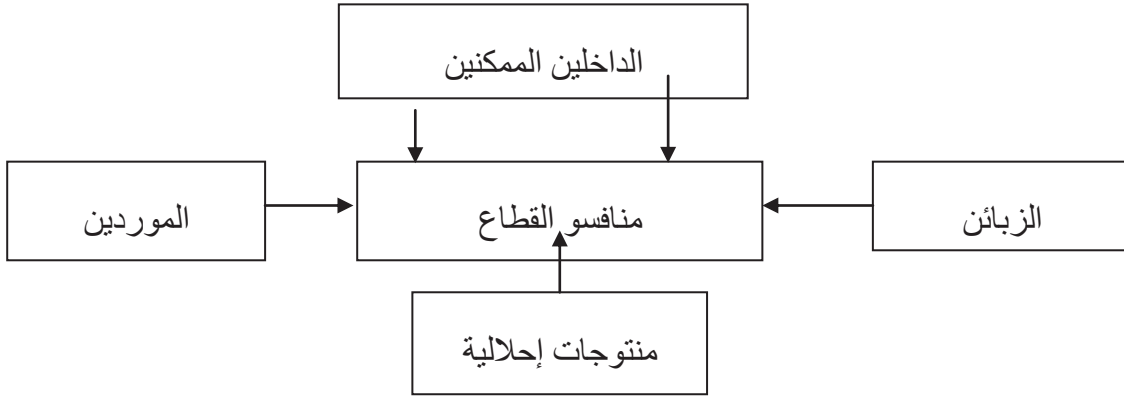 الداخلين الممكنين
الزبائن
منافسو القطاع
الموردين
منتوجات إحلالية